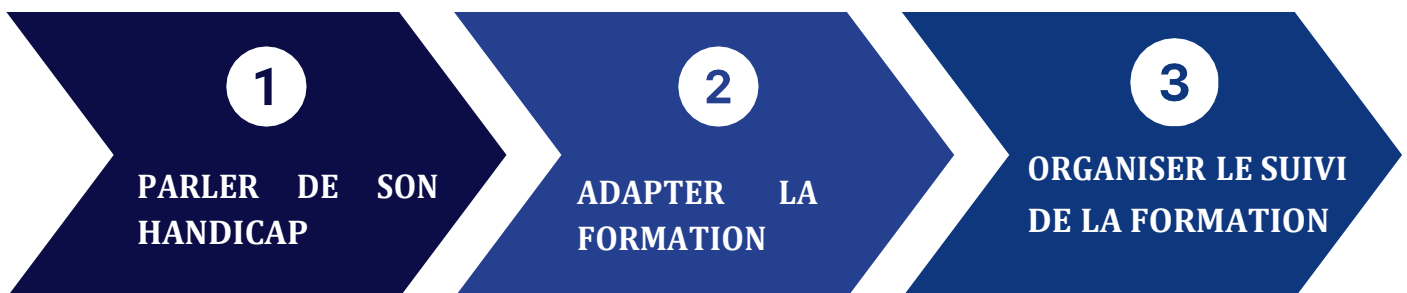 1
PARLER DE SON
HANDICAP
2
ADAPTER LA
FORMATION
3
ORGANISER LE SUIVI
DE LA FORMATION